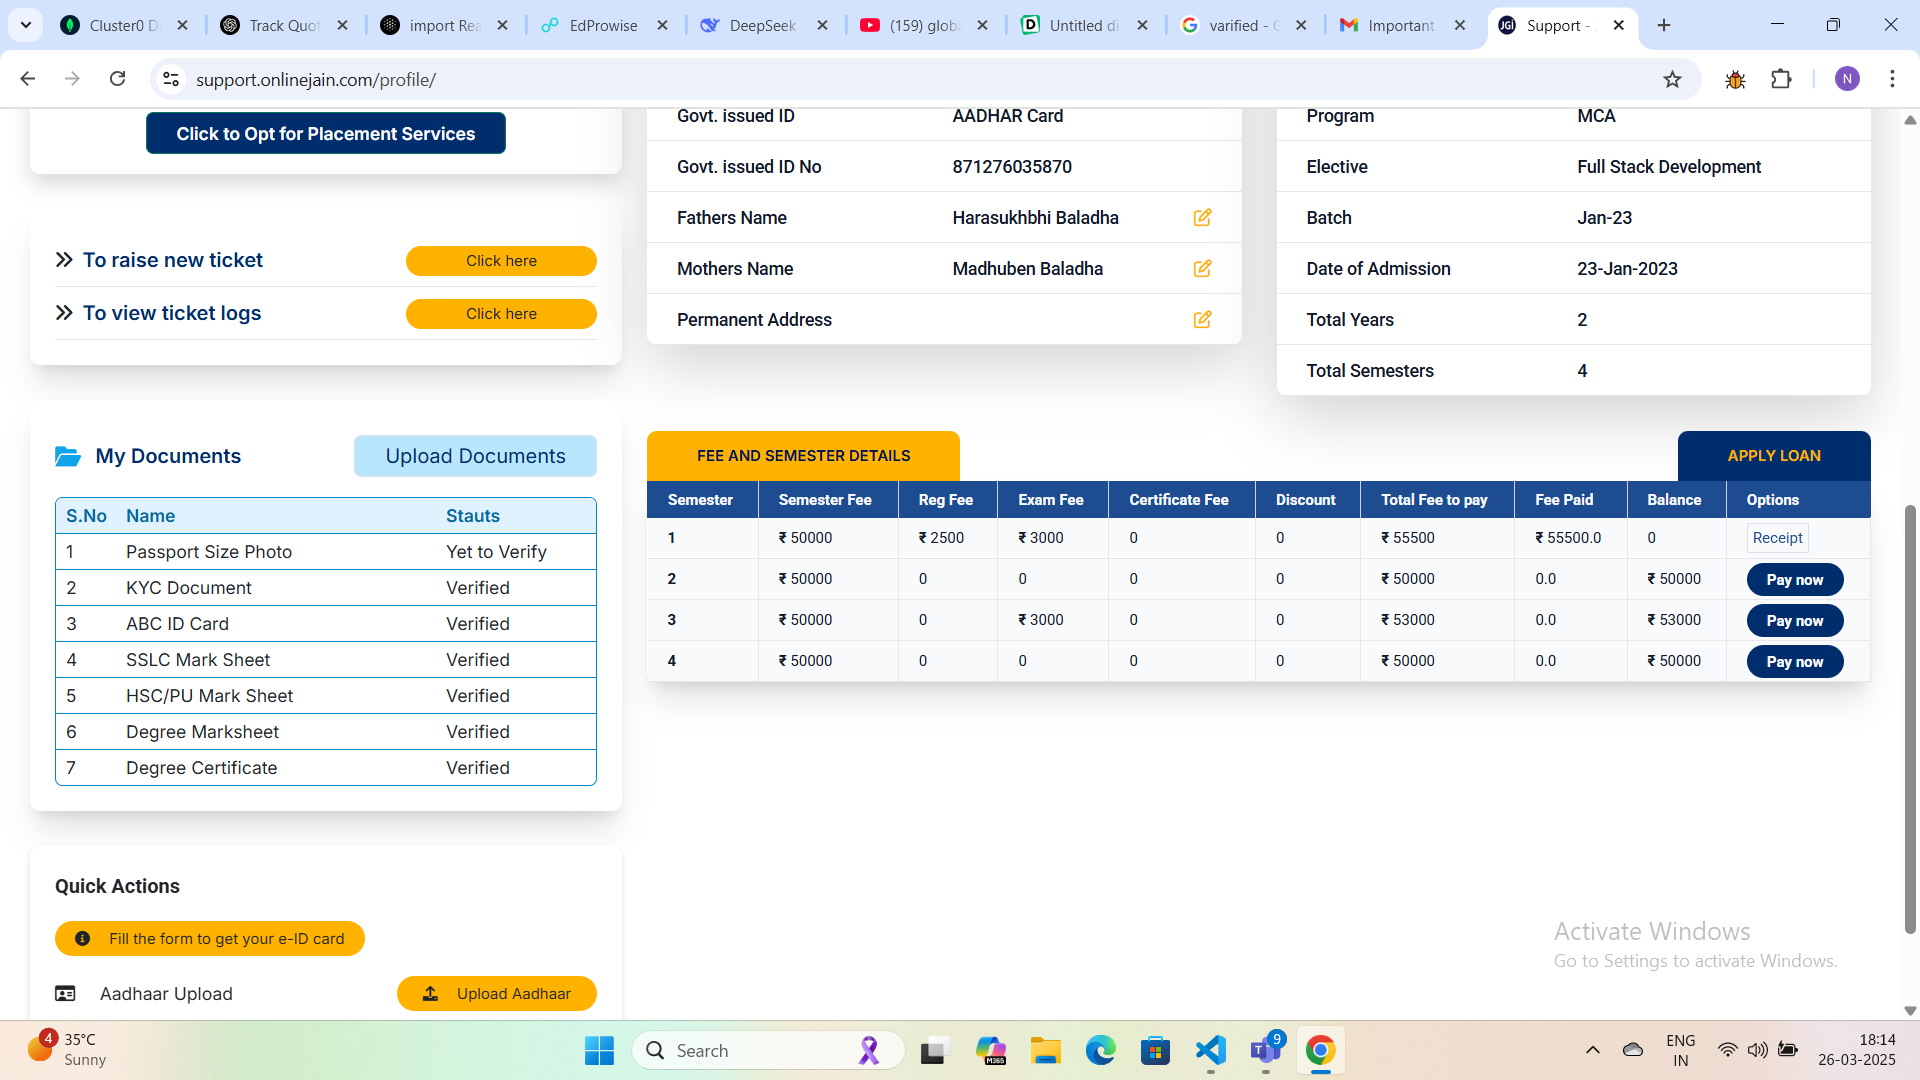 Cluster0 D
Track Quot
import Rea
EdProwise
DeepSeek
(159) globa
Untitled di
varified - G
Important
Support -
support.onlinejain.com/profile/
N
Click to Opt for Placement Services
To raise new ticket Click here
To view ticket logs Click here
My Documents Upload Documents
S.No Name Stauts
1 Passport Size Photo Yet to Verify
2 KYC Document Verified
3 ABC ID Card Verified
4 SSLC Mark Sheet Verified
5 HSC/PU Mark Sheet Verified
6 Degree Marksheet Verified
7 Degree Certificate Verified
Quick Actions
Fill the form to get your e-ID card
Aadhaar Upload Upload Aadhaar
Govt. issued ID AADHAR Card
Govt. issued ID No 871276035870
Fathers Name Harasukhbhi Baladha
Mothers Name Madhuben Baladha
Permanent Address
Program MCA
Elective Full Stack Development
Batch Jan-23
Date of Admission 23-Jan-2023
Total Years 2
Total Semesters 4
FEE AND SEMESTER DETAILS APPLY LOAN
Semester Semester Fee Reg Fee Exam Fee Certificate Fee Discount Total Fee to pay Fee Paid Balance Options
1 ₹ 50000 ₹ 2500 ₹ 3000 0 0 ₹ 55500 ₹ 55500.0 0 Receipt
2 ₹ 50000 0 0 0 0 ₹ 50000 0.0 ₹ 50000 Pay now
3 ₹ 50000 0 ₹ 3000 0 0 ₹ 53000 0.0 ₹ 53000 Pay now
4 ₹ 50000 0 0 0 0 ₹ 50000 0.0 ₹ 50000 Pay now
Activate Windows
Go to Settings to activate Windows.
4
35°C
Sunny
Search
M365
9
ENG
IN
18:14
26-03-2025